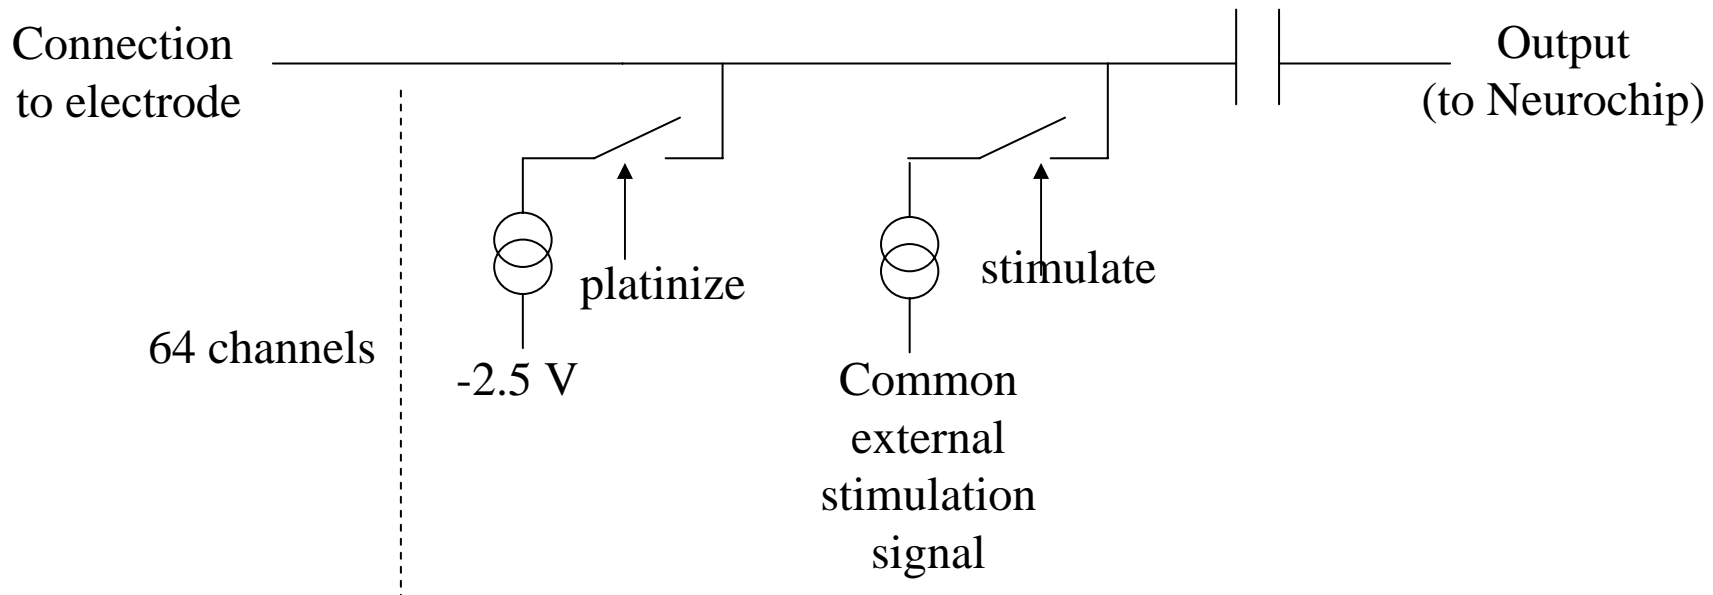 Connection
to electrode
Output
(to Neurochip)
platinize
stimulate
64 channels
-2.5 V
Common
external
stimulation
signal